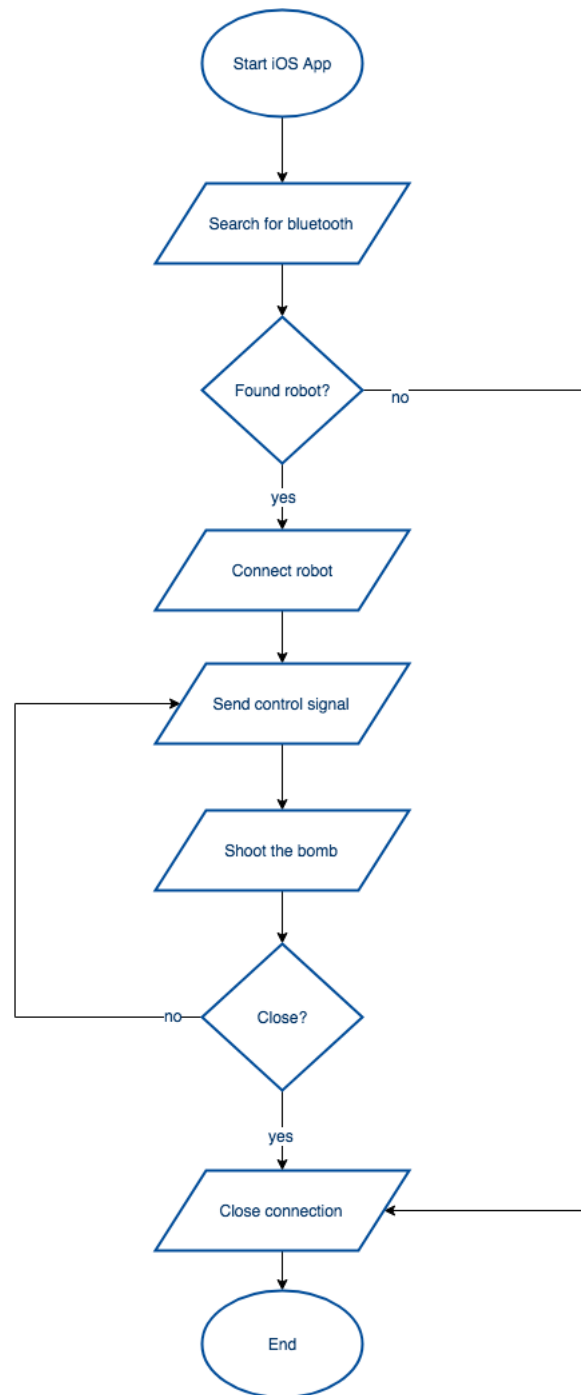 Start iOS App
Search for bluetooth
Found robot?
no
yes
Connect robot
Send control signal
Shoot the bomb
Close?
no
yes
Close connection
End